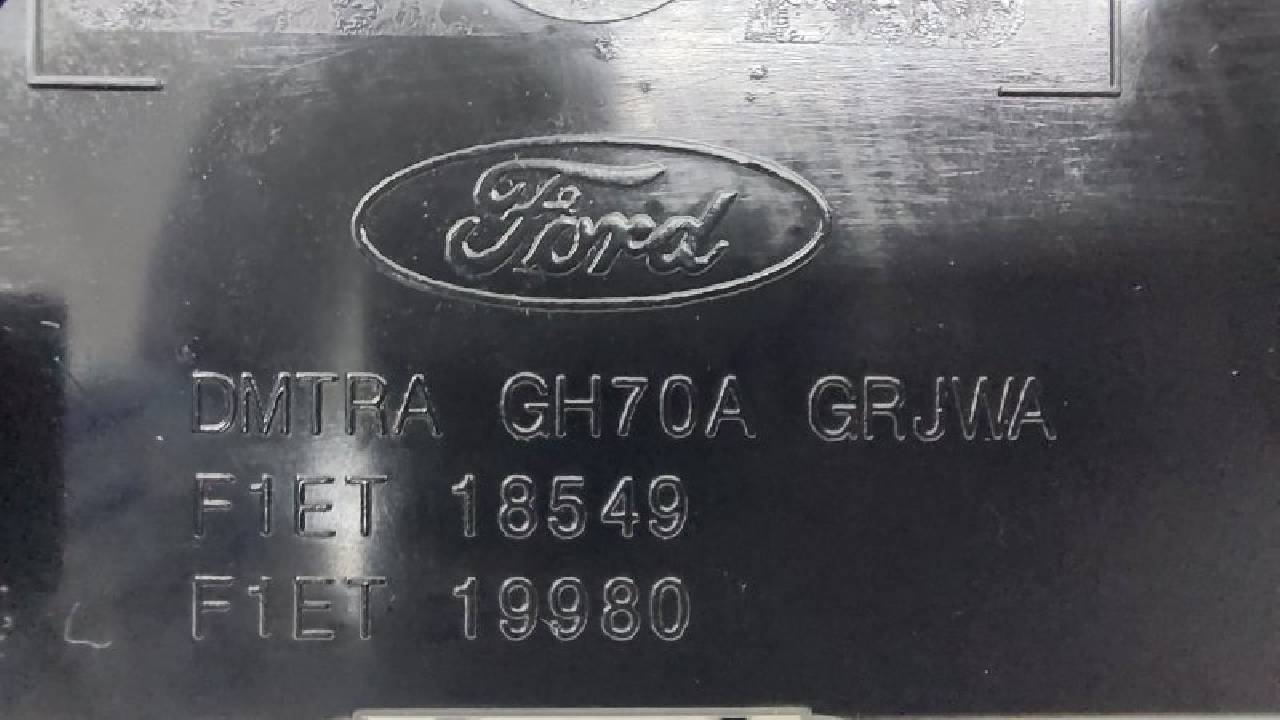 Ford
DMTRA GH70A GRJWA
F1ET 18549
F1ET 19980